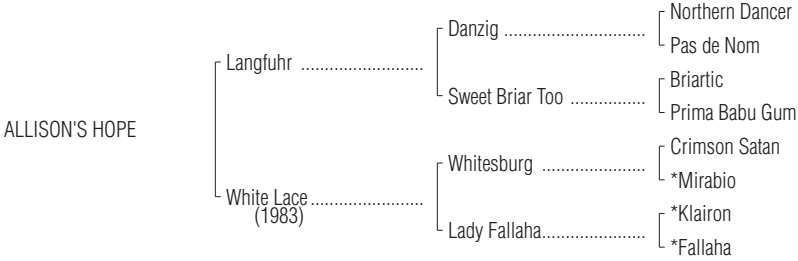 Northern Dancer
Danzig ..............................
Pas de Nom
Langfuhr ..........................
Briartic
Sweet Briar Too ................
Prima Babu Gum
ALLISON'S HOPE
Crimson Satan
Whitesburg ......................
*Mirabio
White Lace........................
(1983)
*Klairon
Lady Fallaha......................
*Fallaha